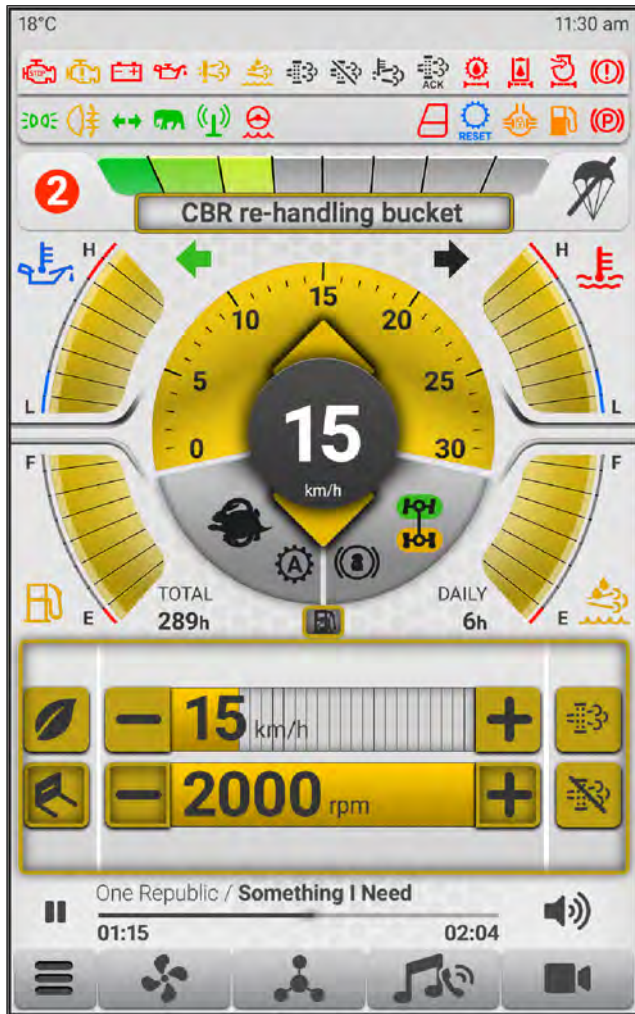 18°C 11:30 am
STOP
ACK
RESET
2
CBR re-handling bucket
H H
15
10 20
5 25
L L
0 30
15
km/h
F F
A
TOTAL DAILY
E 289h 6h E
15 km/h
2000 rpm
One Republic / Something I Need
01:15 02:04